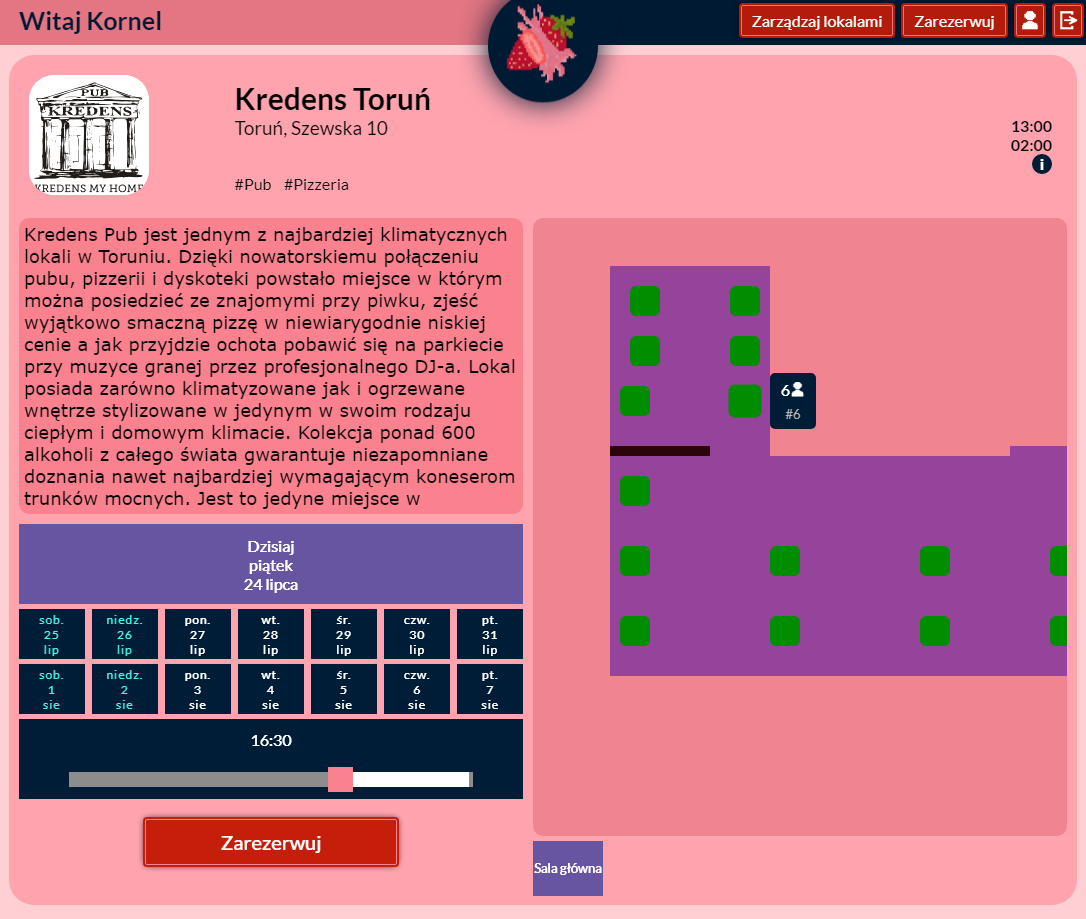 Witaj Kornel
Zarządzaj lokalami
Zarezerwuj
PUB
KREDENS
KREDENS MY HOME
Kredens Toruń
Toruń, Szewska 10
#Pub #Pizzeria
13:00
02:00
i
Kredens Pub jest jednym z najbardziej klimatycznych
lokali w Toruniu. Dzięki nowatorskiemu połączeniu
pubu, pizzerii i dyskoteki powstało miejsce w którym
można posiedzieć ze znajomymi przy piwku, zjeść
wyjątkowo smaczną pizzę w niewiarygodnie niskiej
cenie a jak przyjdzie ochota pobawić się na parkiecie
przy muzyce granej przez profesjonalnego DJ-a. Lokal
posiada zarówno klimatyzowane jak i ogrzewane
wnętrze stylizowane w jedynym w swoim rodzaju
ciepłym i domowym klimacie. Kolekcja ponad 600
alkoholi z całego świata gwarantuje niezapomniane
doznania nawet najbardziej wymagającym koneserom
trunków mocnych. Jest to jedyne miejsce w
6
#6
Dzisiaj
piątek
24 lipca
sob. niedz. pon. wt. śr. czw. pt.
25 26 27 28 29 30 31
lip lip lip lip lip lip lip
sob. niedz. pon. wt. śr. czw. pt.
1 2 3 4 5 6 7
sie sie sie sie sie sie sie
16:30
Zarezerwuj
Sala główna